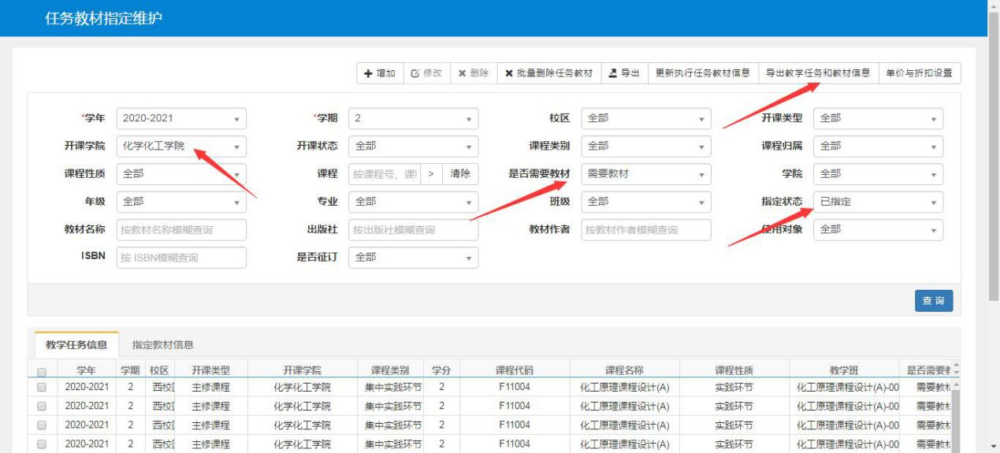 任务教材指定维护
增加 修改 删除 批量删除任务教材 导出 更新执行任务教材信息 导出教学任务和教材信息 单价与折扣设置
*学年 2020-2021 *学期 2 校区 全部 开课类型 全部
开课学院 化学化工学院 开课状态 全部 课程类别 全部 课程归属 全部
课程性质 全部 课程 按课程号、课 > 清除 是否需要教材 需要教材 学院 全部
年级 全部 专业 全部 班级 全部 指定状态 已指定
教材名称 按教材名称模糊查询 出版社 按出版社模糊查询 教材作者 按教材作者模糊查询 使用对象 全部
ISBN 按 ISBN模糊查询 是否征订 全部
查 询
教学任务信息 指定教材信息
学年 学期 校区 开课类型 开课学院 课程类别 学分 课程代码 课程名称 课程性质 教学班 是否需要
2020-2021 2 西校 主修课程 化学化工学院 集中实践环节 2 F11004 化工原理课程设计(A) 实践环节 化工原理课程设计(A)-00 需要教材
2020-2021 2 西校 主修课程 化学化工学院 集中实践环节 2 F11004 化工原理课程设计(A) 实践环节 化工原理课程设计(A)-00 需要教材
2020-2021 2 西校 主修课程 化学化工学院 集中实践环节 2 F11004 化工原理课程设计(A) 实践环节 化工原理课程设计(A)-00 需要教材
2020-2021 2 西校 主修课程 化学化工学院 集中实践环节 2 F11004 化工原理课程设计(A) 实践环节 化工原理课程设计(A)-00 需要教材